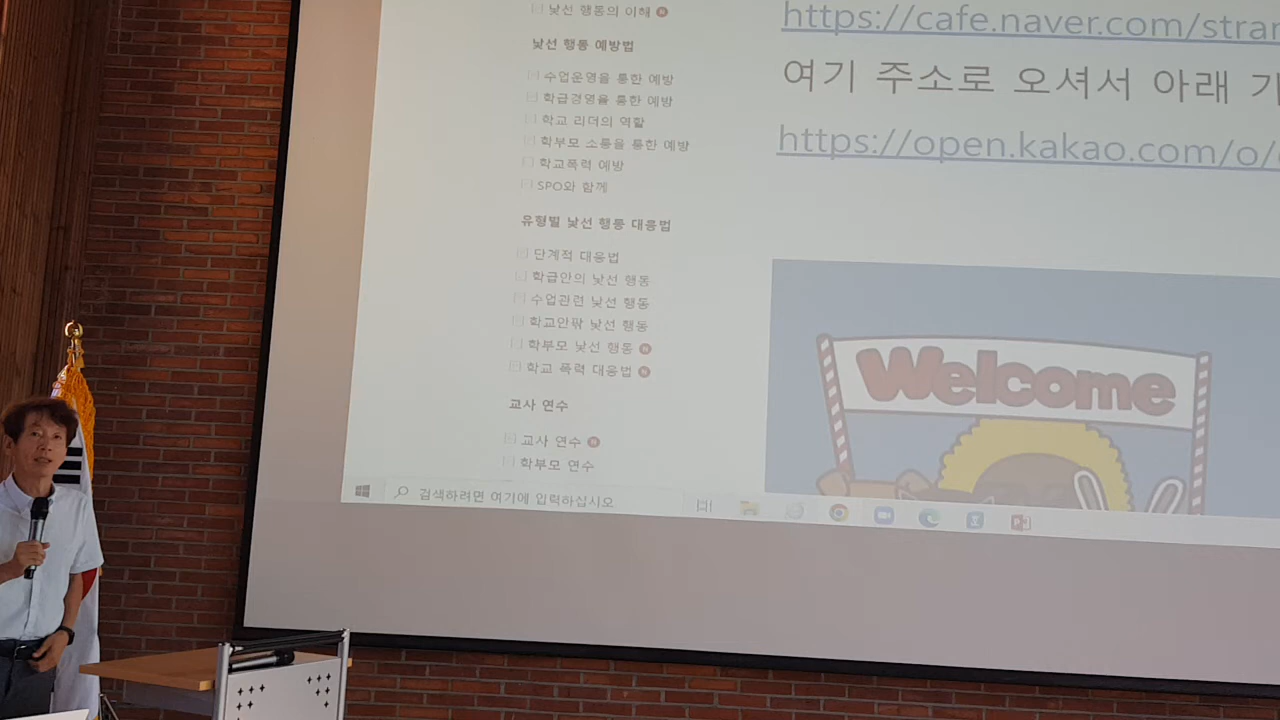 낯선 행동의 이해 N
낯선 행동 예방법
수업운영을 통한 예방
학급경영을 통한 예방
학교 리더의 역할
학부모 소통을 통한 예방
학교폭력 예방
SPO와 함께
유형별 낯선 행동 대응법
단계적 대응법
학급안의 낯선 행동
수업관련 낯선 행동
학교안팎 낯선 행동
학부모 낯선 행동 N
학교 폭력 대응법 N
교사 연수
교사 연수 N
학부모 연수
검색하려면 여기에 입력하십시오
https://cafe.naver.com/stran
여기 주소로 오셔서 아래
https://open.kakao.com/o/
Welcome